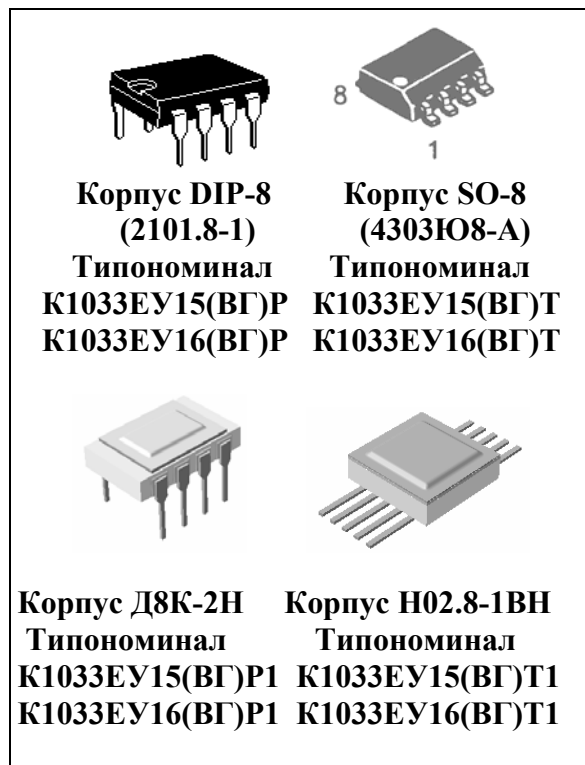 8
1
Корпус DIP-8 Корпус SO-8
(2101.8-1) (4303Ю8-А)
Типономинал Типономинал
К1033ЕУ15(ВГ)Р К1033ЕУ15(ВГ)Т
К1033ЕУ16(ВГ)Р К1033ЕУ16(ВГ)Т
Корпус Д8К-2Н Корпус Н02.8-1ВН
Типономинал Типономинал
К1033ЕУ15(ВГ)Р1 К1033ЕУ15(ВГ)Т1
К1033ЕУ16(ВГ)Р1 К1033ЕУ16(ВГ)Т1